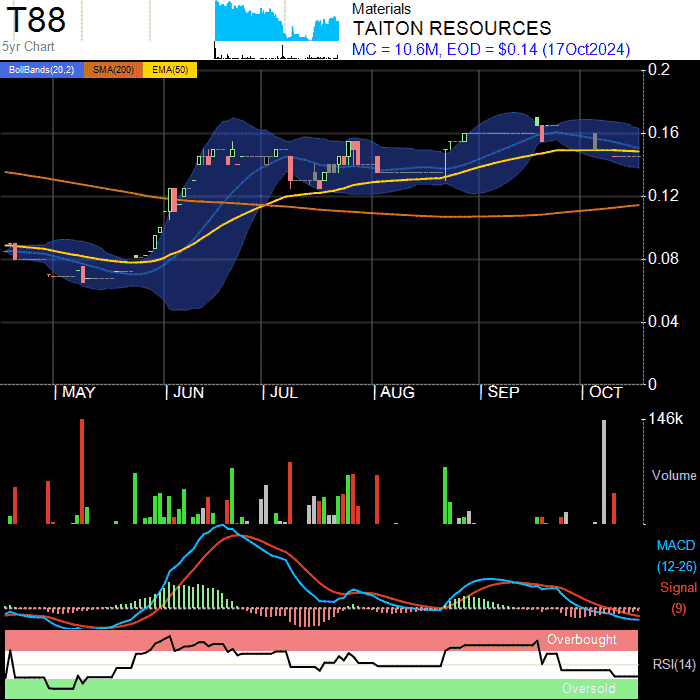 T88
5yr Chart
Materials
TAITON RESOURCES
MC = 10.6M, EOD = $0.14 (17Oct2024)
BollBands(20,2) SMA(200) EMA(50)
0.2
0.16
0.12
0.08
0.04
0
MAY JUN JUL AUG SEP OCT
146k
Volume
MACD
(12-26)
Signal
(9)
Overbought
RSI(14)
Oversold